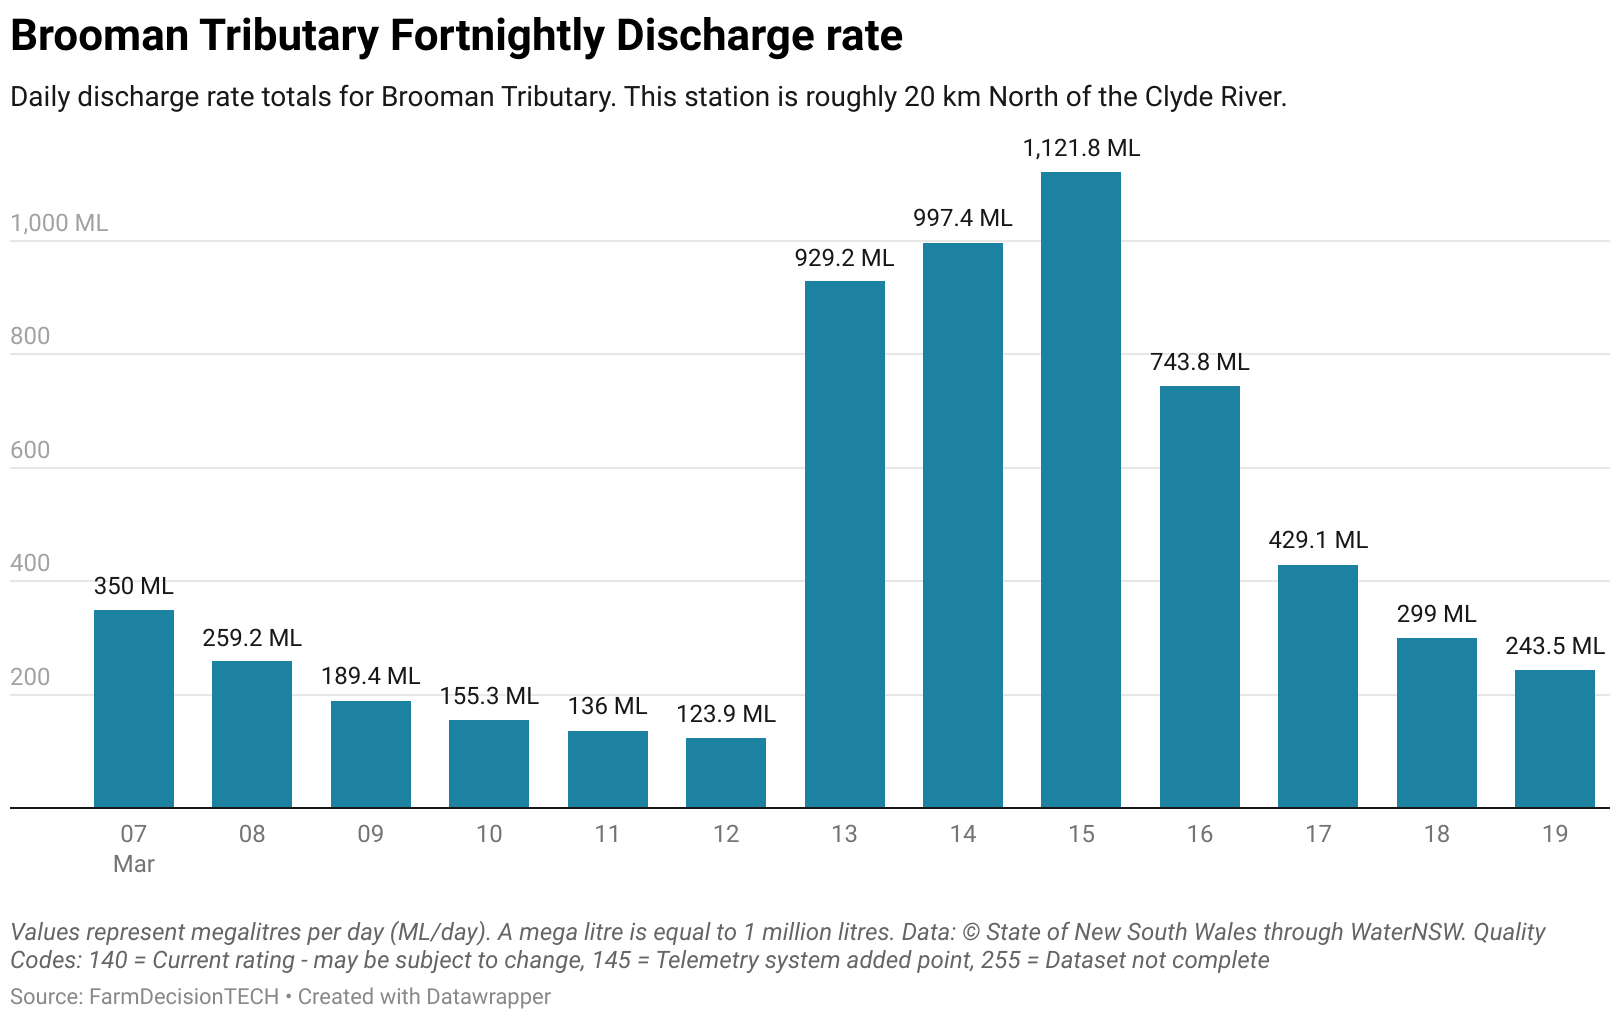 Brooman Tributary Fortnightly Discharge rate
Daily discharge rate totals for Brooman Tributary. This station is roughly 20 km North of the Clyde River.
1,121.8 ML
1,000 ML
997.4 ML
929.2 ML
800
743.8 ML
600
429.1 ML
400
350 ML
299 ML
259.2 ML
243.5 ML
200
189.4 ML
155.3 ML
136 ML
123.9 ML
07 08 09 10 11 12 13 14 15 16 17 18 19
Mar
Values represent megalitres per day (ML/day). A mega litre is equal to 1 million litres. Data: © State of New South Wales through WaterNSW. Quality
Codes: 140 = Current rating - may be subject to change, 145 = Telemetry system added point, 255 = Dataset not complete
Source: FarmDecisionTECH • Created with Datawrapper